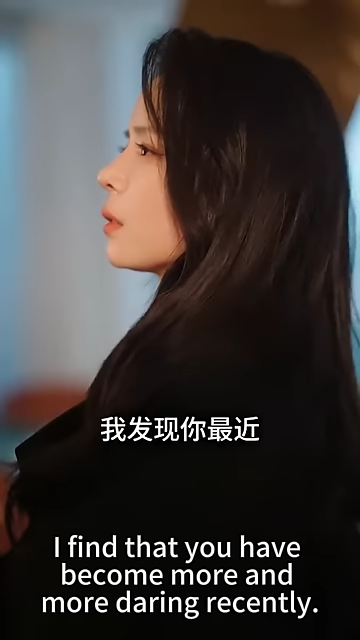 我发现你最近
I find that you have
become more and
more daring recently.